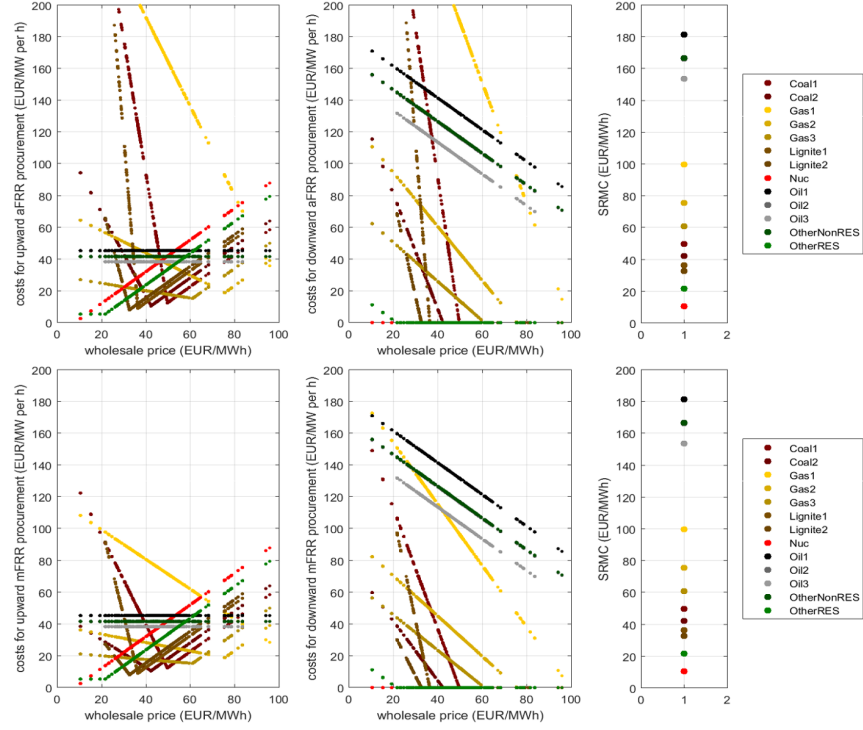 costs for upward aFRR procurement (EUR/MW per h)
200
180
160
140
120
100
80
60
40
20
0
0 20 40 60 80 100
wholesale price (EUR/MWh)
costs for downward aFRR procurement (EUR/MW per h)
200
180
160
140
120
100
80
60
40
20
0
0 20 40 60 80 100
wholesale price (EUR/MWh)
SRMC (EUR/MWh)
200
180
160
140
120
100
80
60
40
20
0
0 1 2
Coal1
Coal2
Gas1
Gas2
Gas3
Lignite1
Lignite2
Nuc
Oil1
Oil2
Oil3
OtherNonRES
OtherRES
costs for upward mFRR procurement (EUR/MW per h)
200
180
160
140
120
100
80
60
40
20
0
0 20 40 60 80 100
wholesale price (EUR/MWh)
costs for downward mFRR procurement (EUR/MW per h)
200
180
160
140
120
100
80
60
40
20
0
0 20 40 60 80 100
wholesale price (EUR/MWh)
SRMC (EUR/MWh)
200
180
160
140
120
100
80
60
40
20
0
0 1 2
Coal1
Coal2
Gas1
Gas2
Gas3
Lignite1
Lignite2
Nuc
Oil1
Oil2
Oil3
OtherNonRES
OtherRES